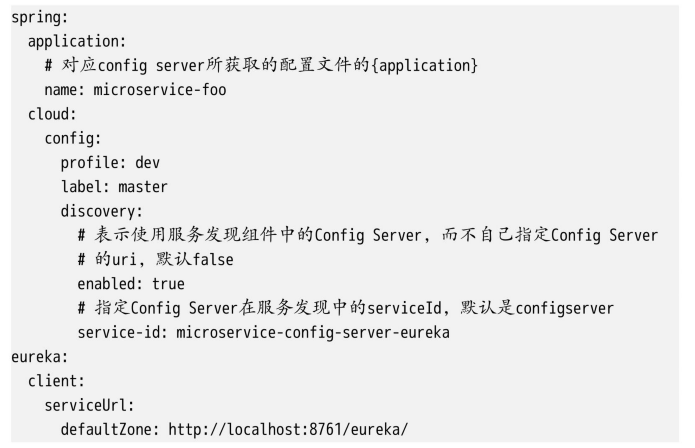 spring:
  application:
    # 对应config server所获取的配置文件的{application}
    name: microservice-foo
  cloud:
    config:
      profile: dev
      label: master
      discovery:
        # 表示使用服务发现组件中的Config Server，而不自己指定Config Server
        # 的uri，默认false
        enabled: true
        # 指定Config Server在服务发现中的serviceId，默认是configserver
        service-id: microservice-config-server-eureka
eureka:
  client:
    serviceUrl:
      defaultZone: http://localhost:8761/eureka/